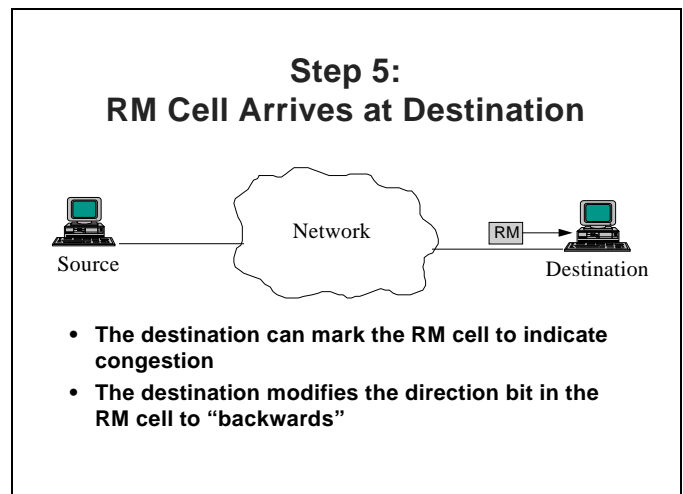 Step 5:
RM Cell Arrives at Destination
Network
RM
Source
Destination
• The destination can mark the RM cell to indicate
congestion
• The destination modifies the direction bit in the
RM cell to “backwards”